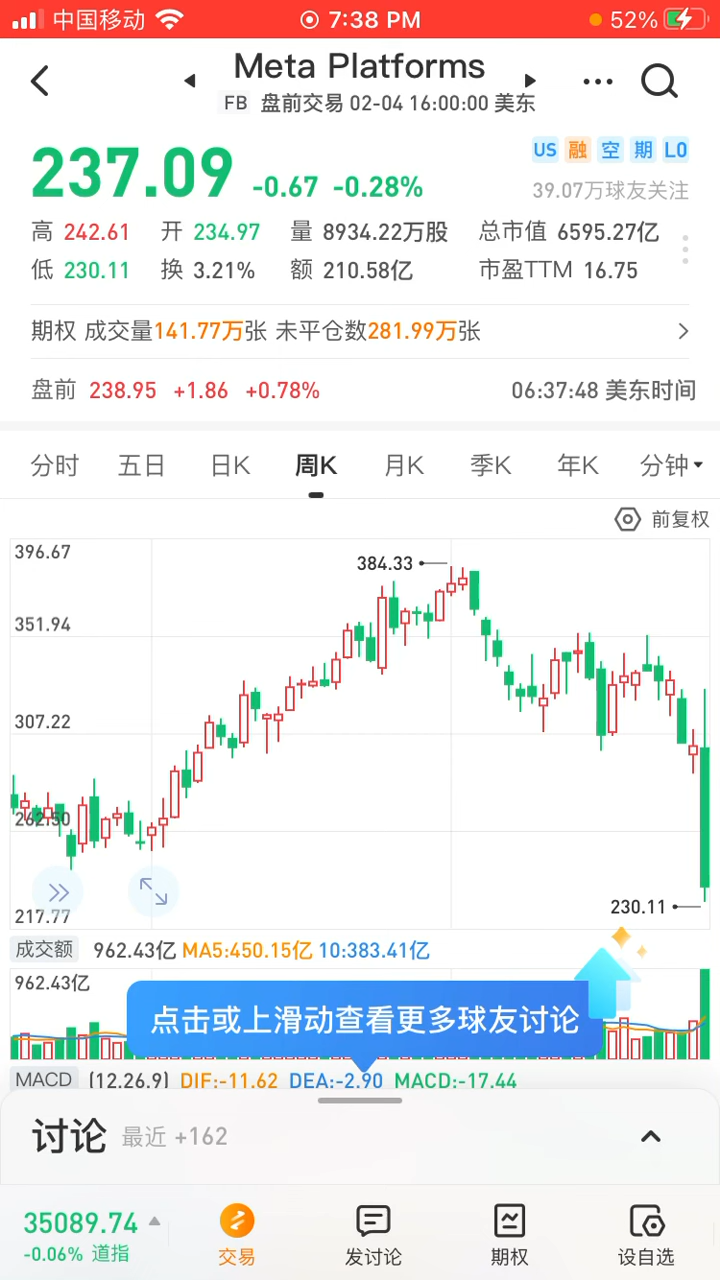 中国移动 7:38 PM 52%
Meta Platforms
FB 盘前交易 02-04 16:00:00 美东
237.09 -0.67 -0.28%
US 融 空 期 L0
39.07万球友关注
高 242.61 开 234.97 量 8934.22万股 总市值 6595.27亿
低 230.11 换 3.21% 额 210.58亿 市盈TTM 16.75
期权 成交量141.77万张 未平仓数281.99万张
盘前 238.95 +1.86 +0.78% 06:37:48 美东时间
分时 五日 日K 周K 月K 季K 年K 分钟
前复权
396.67
384.33
351.94
307.22
262.50
230.11
217.77
成交额 962.43亿 MA5:450.15亿 10:383.41亿
962.43亿
点击或上滑动查看更多球友讨论
MACD (12.26.9) DIF:-11.62 DEA:-2.90 MACD:-17.44
讨论 最近 +162
35089.74
-0.06% 道指
交易 发讨论 期权 设自选